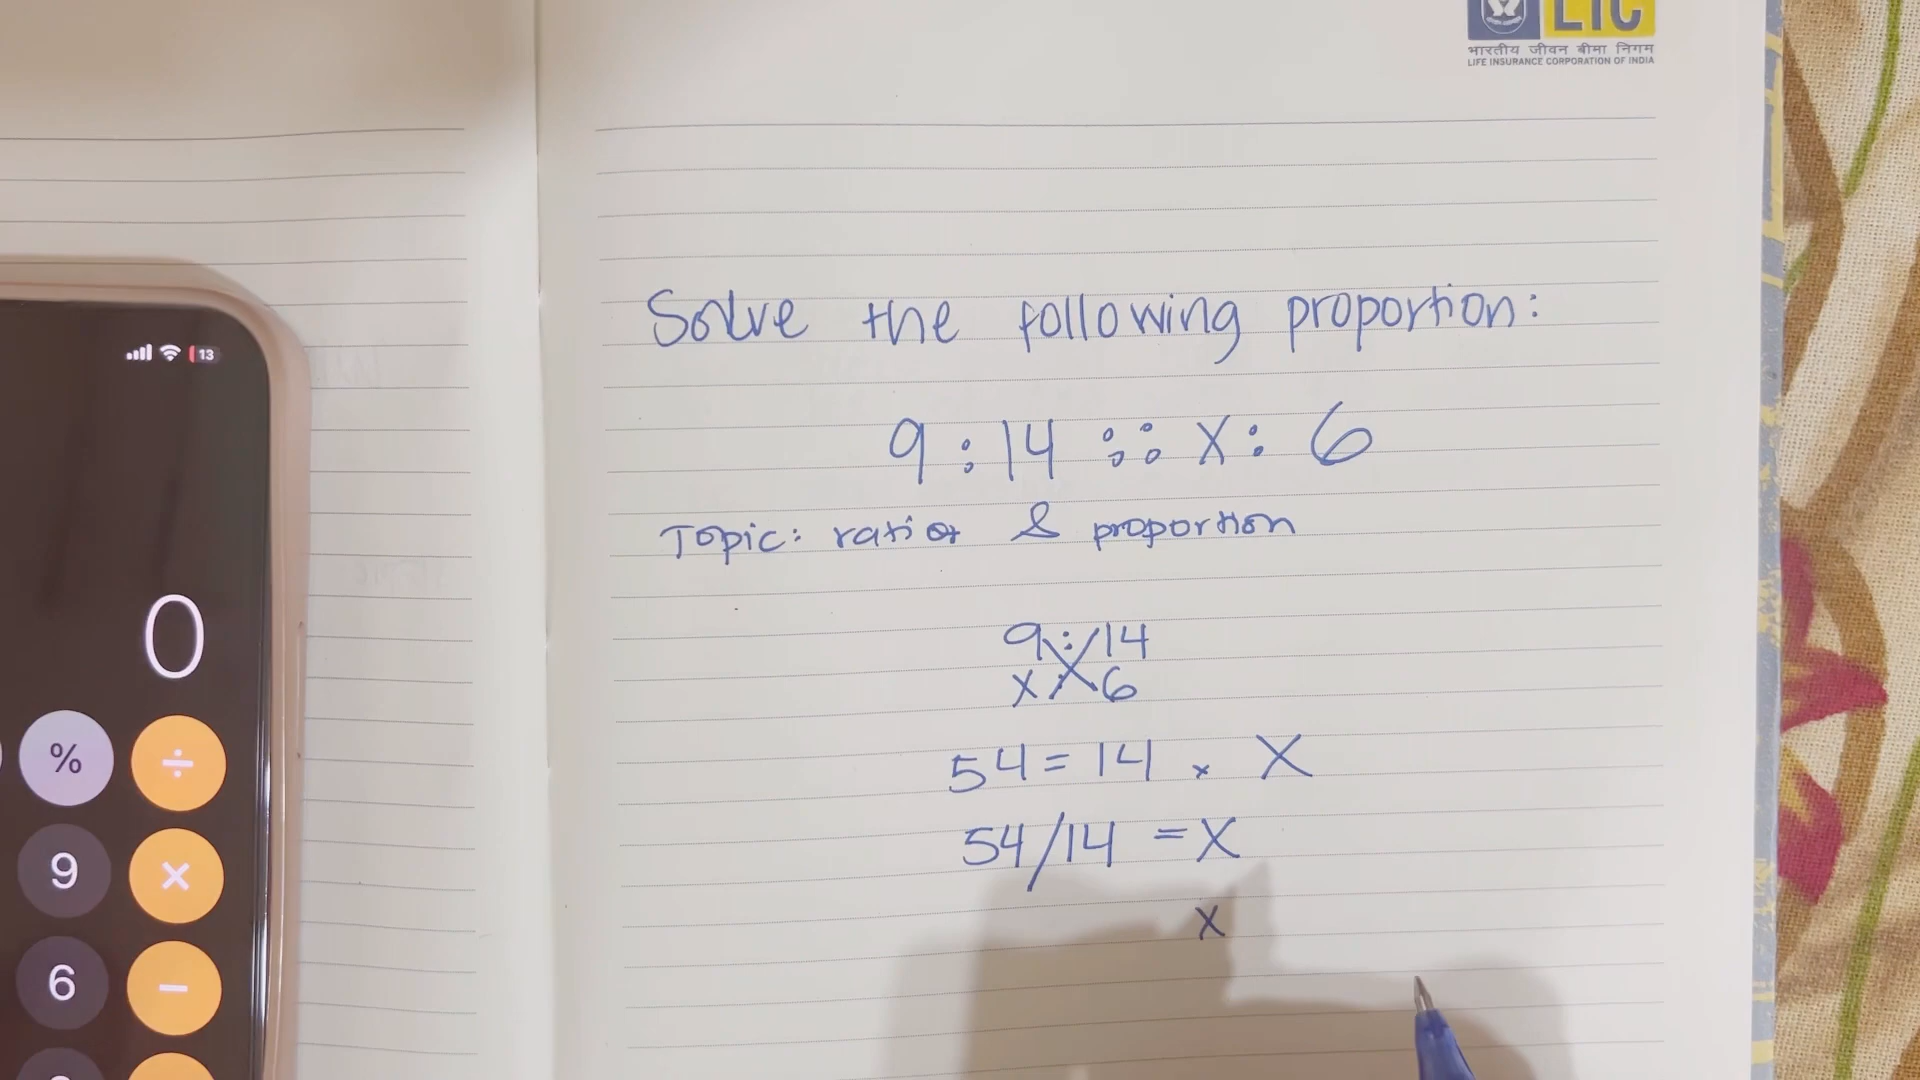 LIC
भारतीय जीवन बीमा निगम
LIFE INSURANCE CORPORATION OF INDIA
Solve the following proportion:
9 : 14 :: x : 6
Topic: ratio & proportion
9 : 14
x : 6
54 = 14 × x
54/14 = x
x
13
0
% ÷
9 ×
6 −